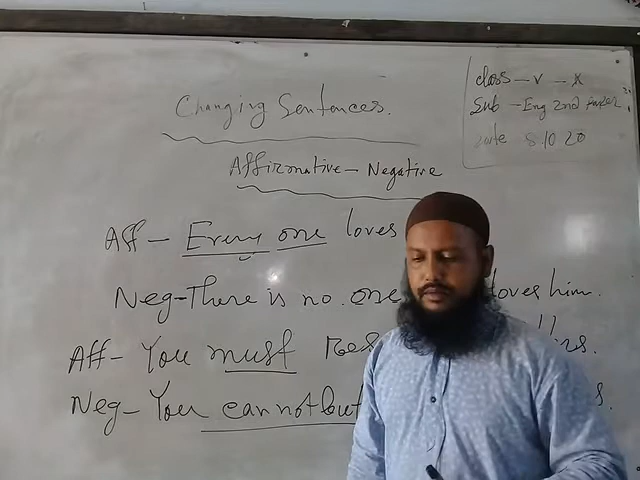 Changing Sentences.
class - V - X
Sub - Eng 2nd Paper
Date 8.10.20
Affirmative - Negative
Aff - Every one loves
Neg - There is no one loves him.
Aff - You must
Neg - You cannot but